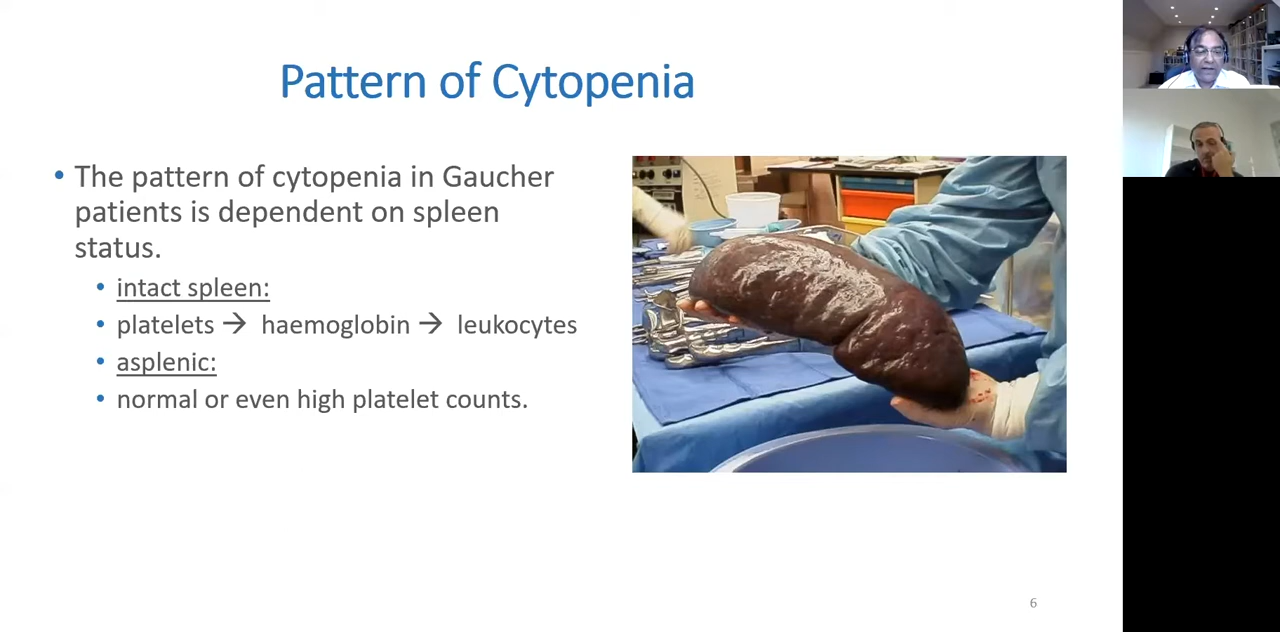 Pattern of Cytopenia
• The pattern of cytopenia in Gaucher
patients is dependent on spleen
status.
• intact spleen:
• platelets → haemoglobin → leukocytes
• asplenic:
• normal or even high platelet counts.
6